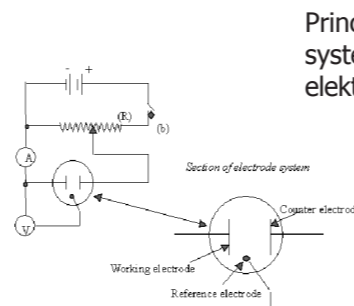 Princ
syste
elekt
- +
(R)
(b)
A
Section of electrode system
Counter electrod
V
Working electrode
Reference electrode